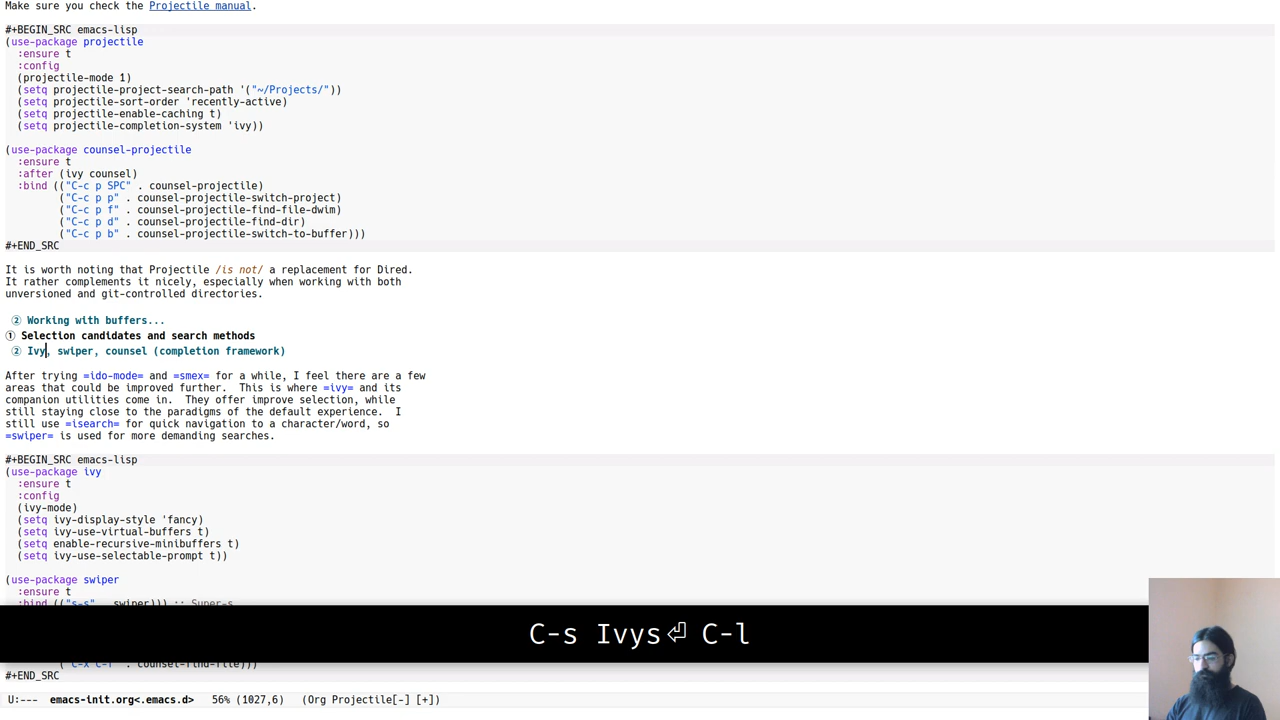 Make sure you check the Projectile manual.
#+BEGIN_SRC emacs-lisp
(use-package projectile
:ensure t
:config
(projectile-mode 1)
(setq projectile-project-search-path '("~/Projects/"))
(setq projectile-sort-order 'recently-active)
(setq projectile-enable-caching t)
(setq projectile-completion-system 'ivy))
(use-package counsel-projectile
:ensure t
:after (ivy counsel)
:bind (("C-c p SPC" . counsel-projectile)
("C-c p p" . counsel-projectile-switch-project)
("C-c p f" . counsel-projectile-find-file-dwim)
("C-c p d" . counsel-projectile-find-dir)
("C-c p b" . counsel-projectile-switch-to-buffer)))
#+END_SRC
It is worth noting that Projectile /is not/ a replacement for Dired.
It rather complements it nicely, especially when working with both
unversioned and git-controlled directories.
② Working with buffers...
① Selection candidates and search methods
② Ivy, swiper, counsel (completion framework)
After trying =ido-mode= and =smex= for a while, I feel there are a few
areas that could be improved further.  This is where =ivy= and its
companion utilities come in.  They offer improve selection, while
still staying close to the paradigms of the default experience.  I
still use =isearch= for quick navigation to a character/word, so
=swiper= is used for more demanding searches.
#+BEGIN_SRC emacs-lisp
(use-package ivy
:ensure t
:config
(ivy-mode)
(setq ivy-display-style 'fancy)
(setq ivy-use-virtual-buffers t)
(setq enable-recursive-minibuffers t)
(setq ivy-use-selectable-prompt t))
(use-package swiper
:ensure t
:bind (("s-s" . swiper))) ;; Super-s
C-s Ivys⏎ C-l
("C-x C-f" . counsel-find-file)))
#+END_SRC
U:--- emacs-init.org<.emacs.d> 56% (1027,6) (Org Projectile[-] [+])